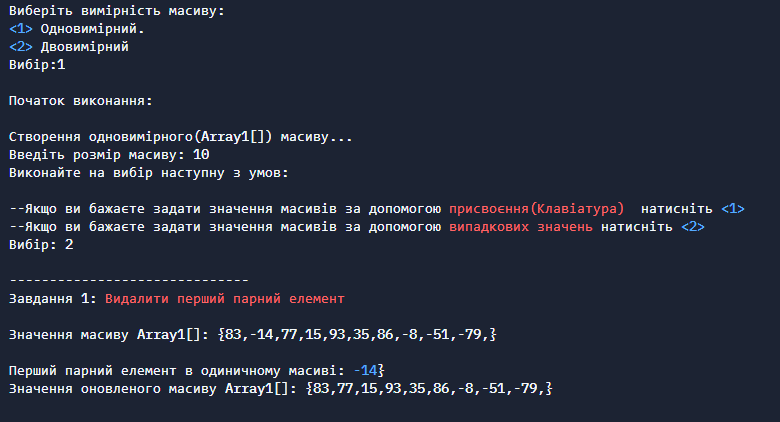 Виберіть вимірність масиву:
<1> Одновимірний.
<2> Двовимірний
Вибір:1
Початок виконання:
Створення одновимірного(Array1[]) масиву...
Введіть розмір масиву: 10
Виконайте на вибір наступну з умов:
--Якщо ви бажаєте задати значення масивів за допомогою присвоєння(Клавіатура)  натисніть <1>
--Якщо ви бажаєте задати значення масивів за допомогою випадкових значень натисніть <2>
Вибір: 2
------------------------------
Завдання 1: Видалити перший парний елемент
Значення масиву Array1[]: {83,-14,77,15,93,35,86,-8,-51,-79,}
Перший парний елемент в одиничному масиві: -14}
Значення оновленого масиву Array1[]: {83,77,15,93,35,86,-8,-51,-79,}